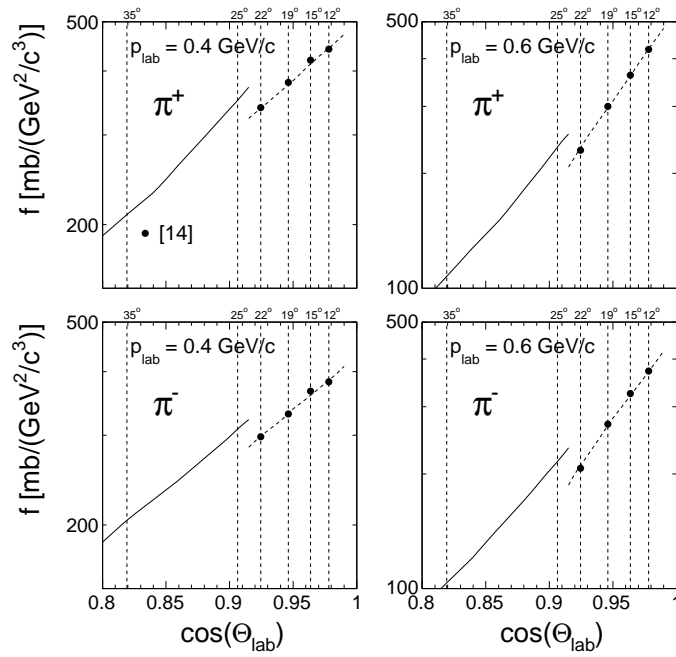 35° 25° 22° 19° 15° 12°
500
p_lab = 0.4 GeV/c
π⁺
f [mb/(GeV²/c³)]
200
[14]
35° 25° 22° 19° 15° 12°
500
p_lab = 0.6 GeV/c
π⁺
100
35° 25° 22° 19° 15° 12°
500
p_lab = 0.4 GeV/c
π⁻
f [mb/(GeV²/c³)]
200
0.8 0.85 0.9 0.95 1
cos(Θ_lab)
35° 25° 22° 19° 15° 12°
500
p_lab = 0.6 GeV/c
π⁻
100
0.8 0.85 0.9 0.95 1
cos(Θ_lab)